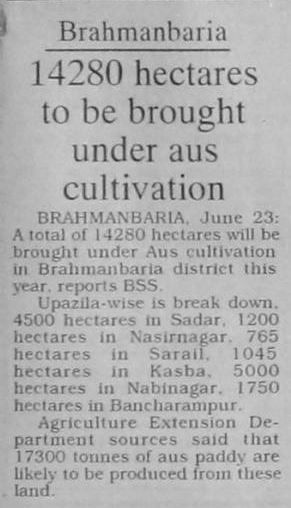 Brahmanbaria
14280 hectares
to be brought
under aus
cultivation
BRAHMANBARIA, June 23:
A total of 14280 hectares will be
brought under Aus cultivation
in Brahmanbaria district this
year, reports BSS.
Upazila-wise is break down,
4500 hectares in Sadar, 1200
hectares in Nasirnagar, 765
hectares in Sarail, 1045
hectares in Kasba, 5000
hectares in Nabinagar, 1750
hectares in Bancharampur.
Agriculture Extension De-
partment sources said that
17300 tonnes of aus paddy are
likely to be produced from these
land.